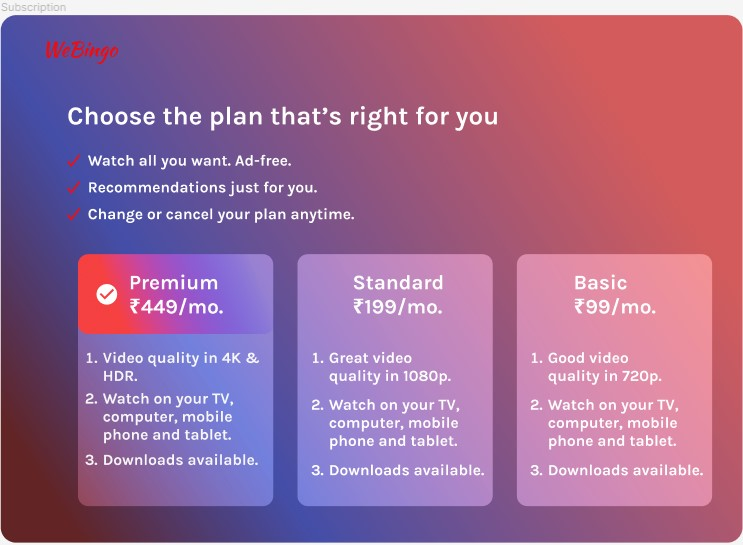 Subscription
WeBingo
Choose the plan that's right for you
Watch all you want. Ad-free.
Recommendations just for you.
Change or cancel your plan anytime.
Premium
₹449/mo.
1. Video quality in 4K &
HDR.
2. Watch on your TV,
computer, mobile
phone and tablet.
3. Downloads available.
Standard
₹199/mo.
1. Great video
quality in 1080p.
2. Watch on your TV,
computer, mobile
phone and tablet.
3. Downloads available.
Basic
₹99/mo.
1. Good video
quality in 720p.
2. Watch on your TV,
computer, mobile
phone and tablet.
3. Downloads available.